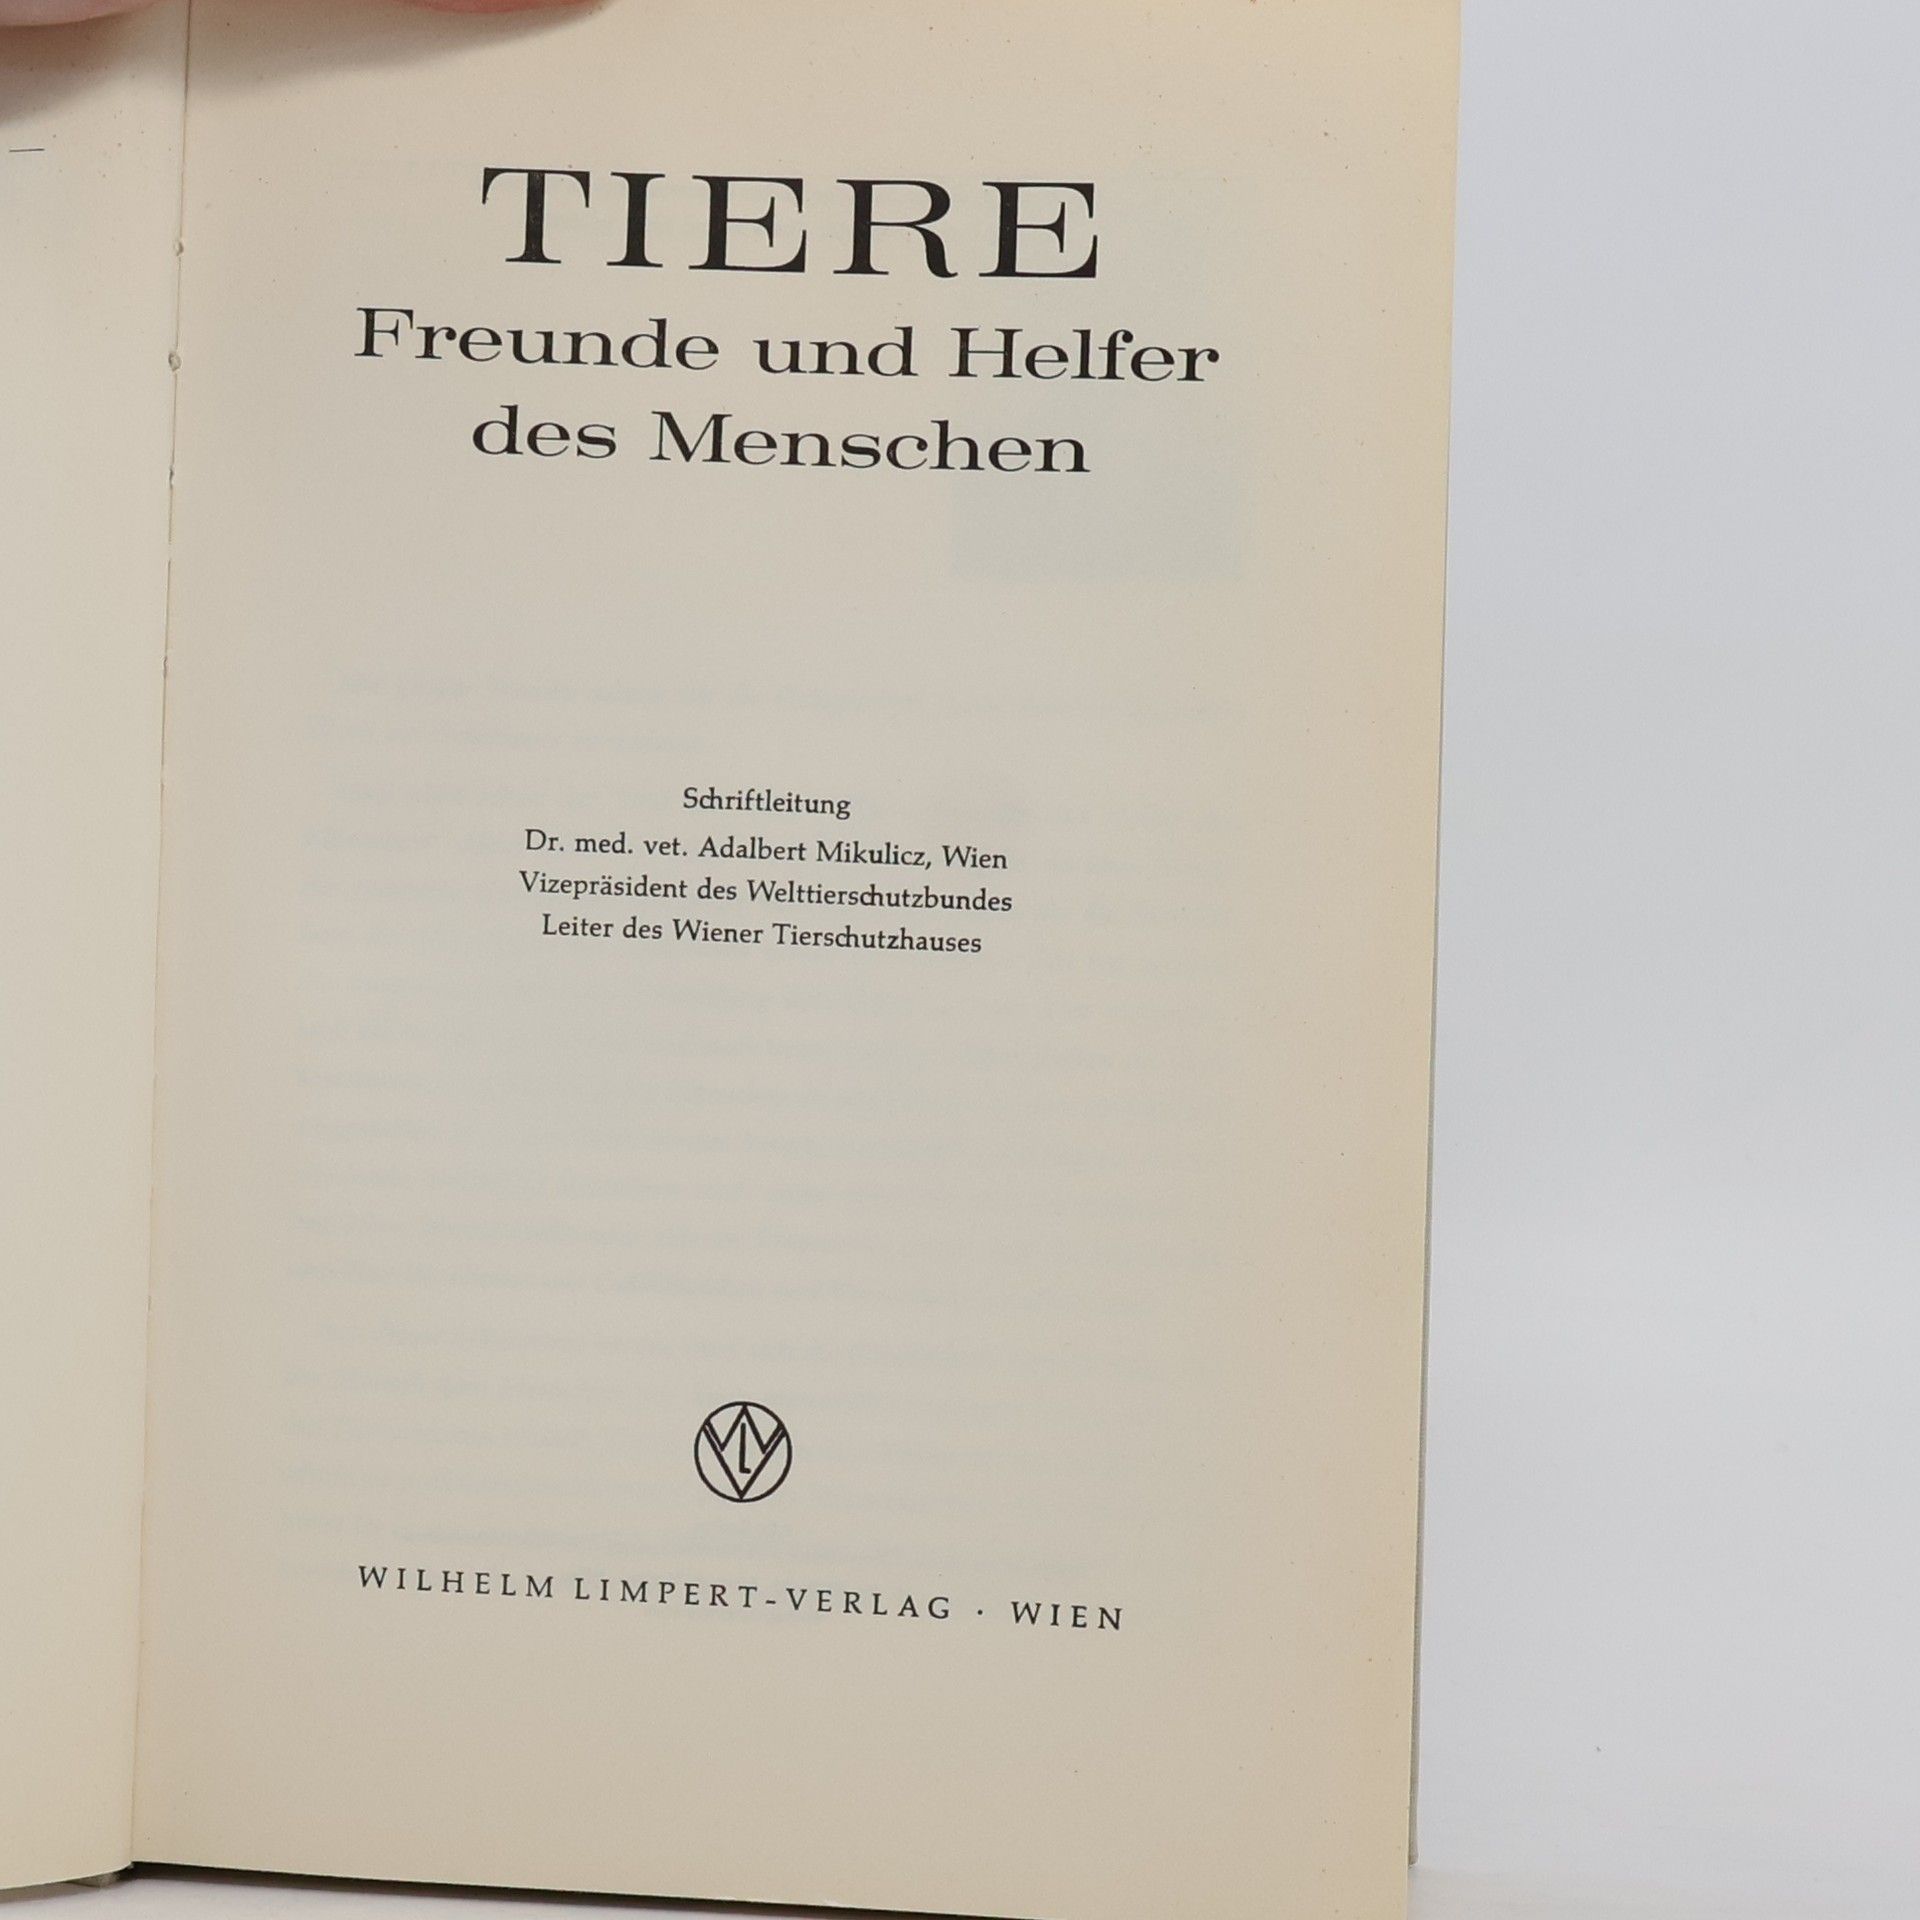 TIERE
Freunde und Helfer
des Menschen
Schriftleitung
Dr. med. vet. Adalbert Mikulicz, Wien
Vizepräsident des Welttierschutzbundes
Leiter des Wiener Tierschutzhauses
WLV
WILHELM LIMPERT-VERLAG · WIEN